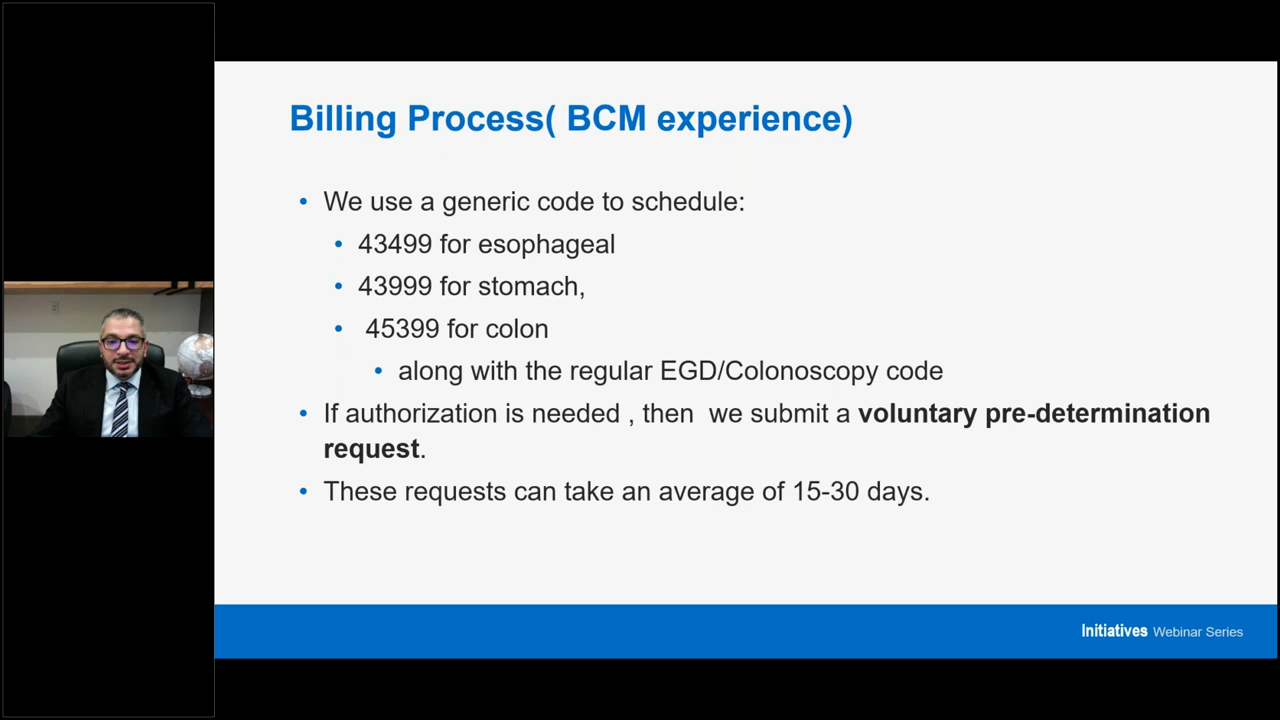 Billing Process( BCM experience)
• We use a generic code to schedule:
• 43499 for esophageal
• 43999 for stomach,
• 45399 for colon
• along with the regular EGD/Colonoscopy code
• If authorization is needed , then we submit a voluntary pre-determination
request.
• These requests can take an average of 15-30 days.
Initiatives Webinar Series